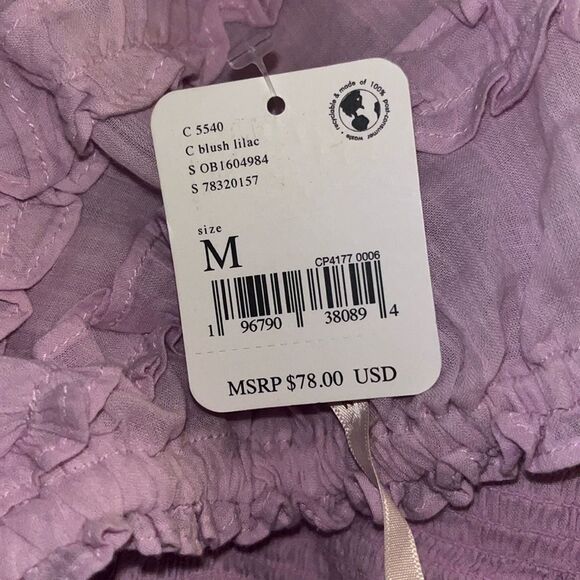 recyclable & made of 100% post-consumer waste
C 5540
C blush lilac
S OB1604984
S 78320157
size
M
CP4177 0006
1 96790 38089 4
MSRP $78.00 USD